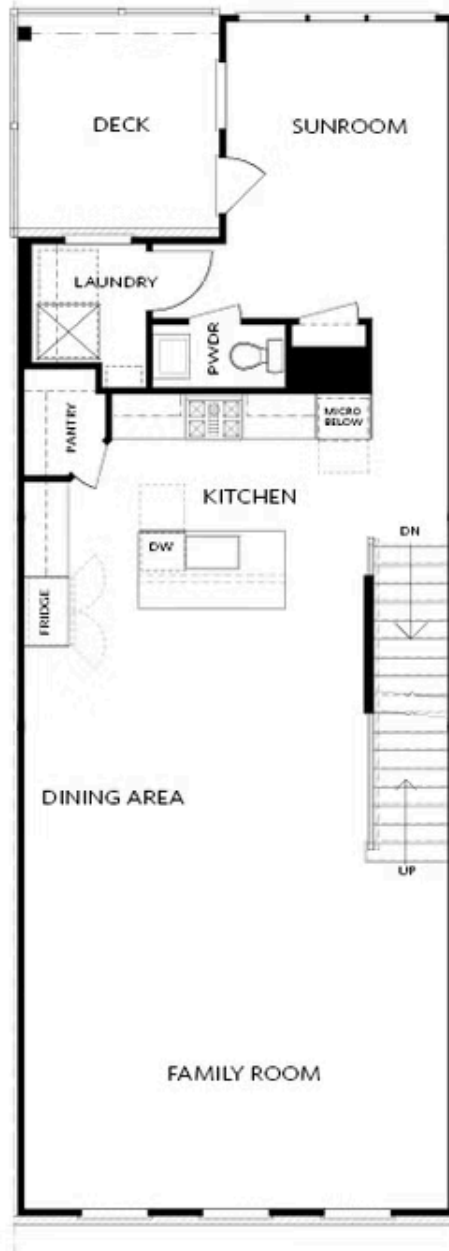 DECK
SUNROOM
LAUNDRY
PWDR
PANTRY
MICRO
BELOW
KITCHEN
DN
DW
FRIDGE
DINING AREA
UP
FAMILY ROOM